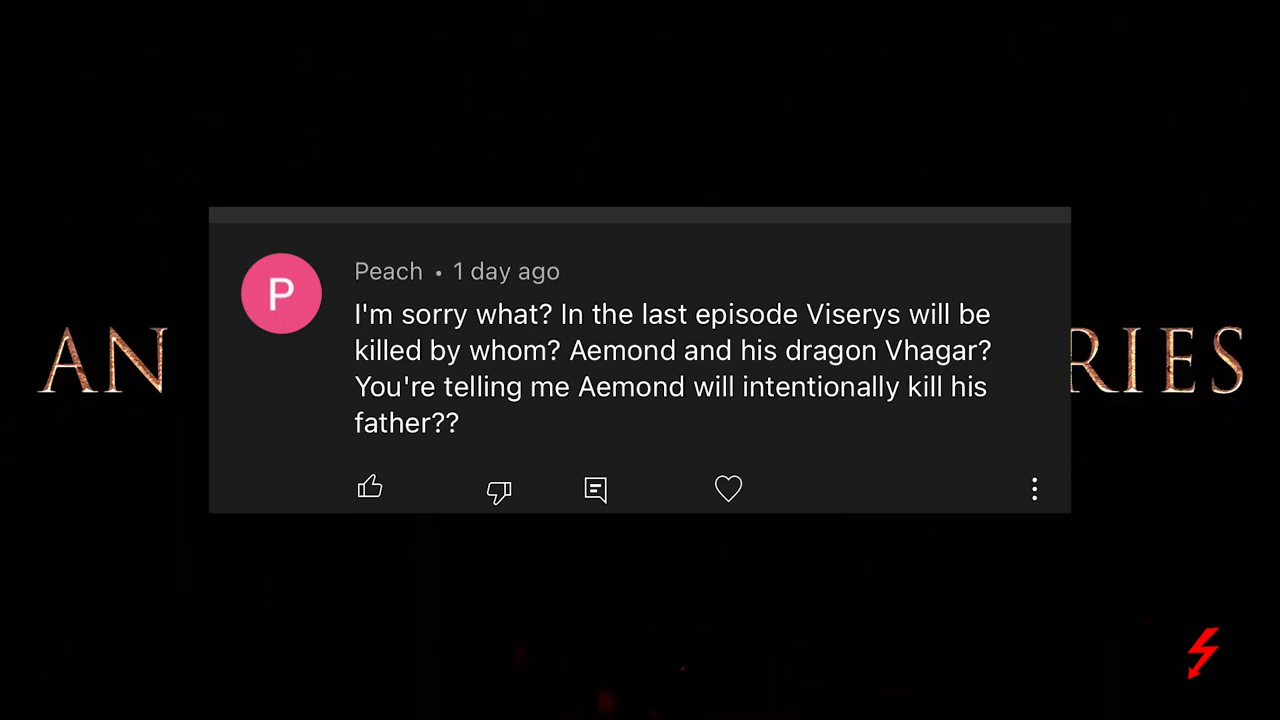 Peach • 1 day ago
P
I'm sorry what? In the last episode Viserys will be
killed by whom? Aemond and his dragon Vhagar?
You're telling me Aemond will intentionally kill his
father??
AN RIES